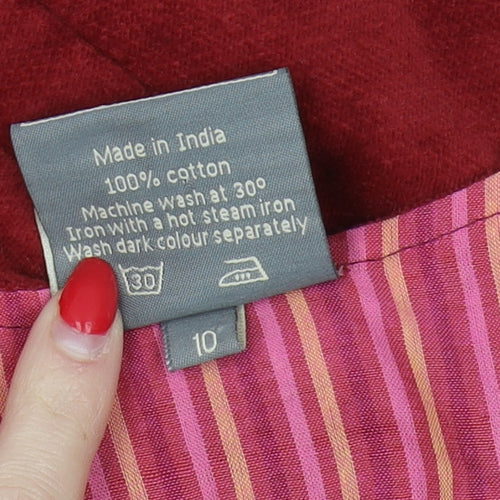 Made in India
100% cotton
Machine wash at 30°
Iron with a hot steam iron
Wash dark colour separately
30
10